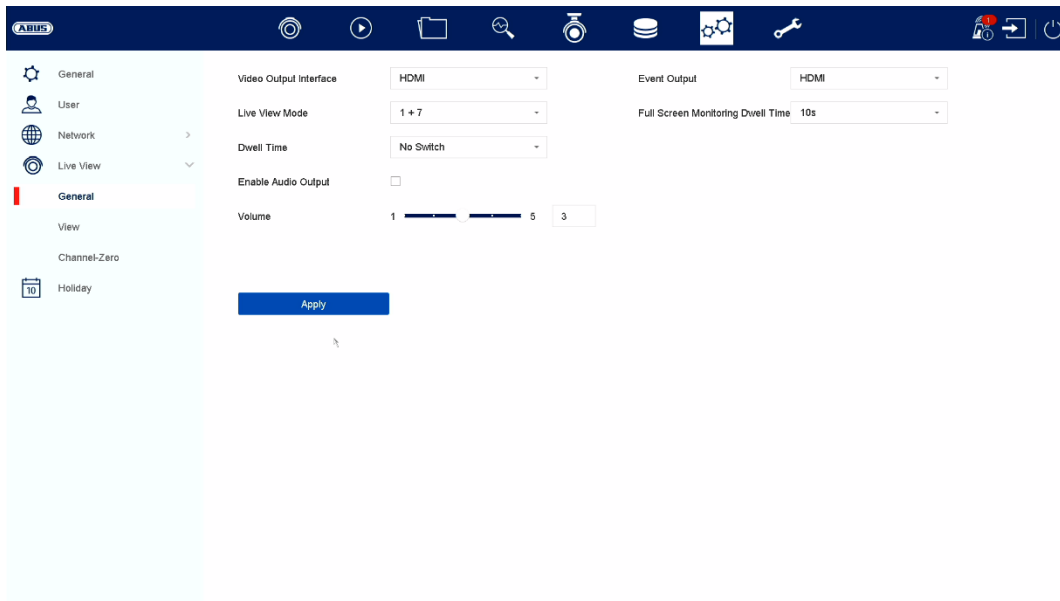 ABUS
1
General
User
Network
Live View
General
View
Channel-Zero
10
Holiday
Video Output Interface HDMI Event Output HDMI
Live View Mode 1 + 7 Full Screen Monitoring Dwell Time 10s
Dwell Time No Switch
Enable Audio Output
Volume 1 5 3
Apply